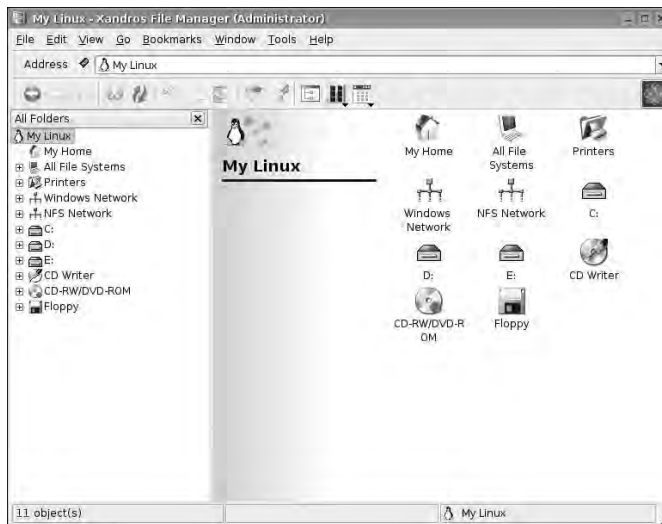 My Linux - Xandros File Manager (Administrator)
File Edit View Go Bookmarks Window Tools Help
Address My Linux
All Folders
My Linux
My Home
All File Systems
Printers
Windows Network
NFS Network
C:
D:
E:
CD Writer
CD-RW/DVD-ROM
Floppy
My Linux
My Home
All File
Systems
Printers
Windows
Network
NFS Network
C:
D:
E:
CD Writer
CD-RW/DVD-R
OM
Floppy
11 object(s)
My Linux